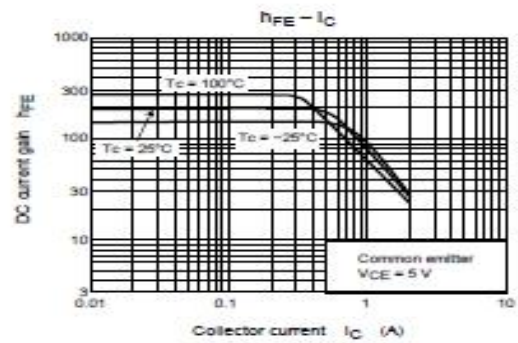 hFE – IC
1000
300
100
30
10
3
DC current gain hFE
Tc = 100°C
Tc = 25°C
Tc = −25°C
Common emitter
VCE = 5 V
0.01
0.1
1
10
Collector current IC (A)